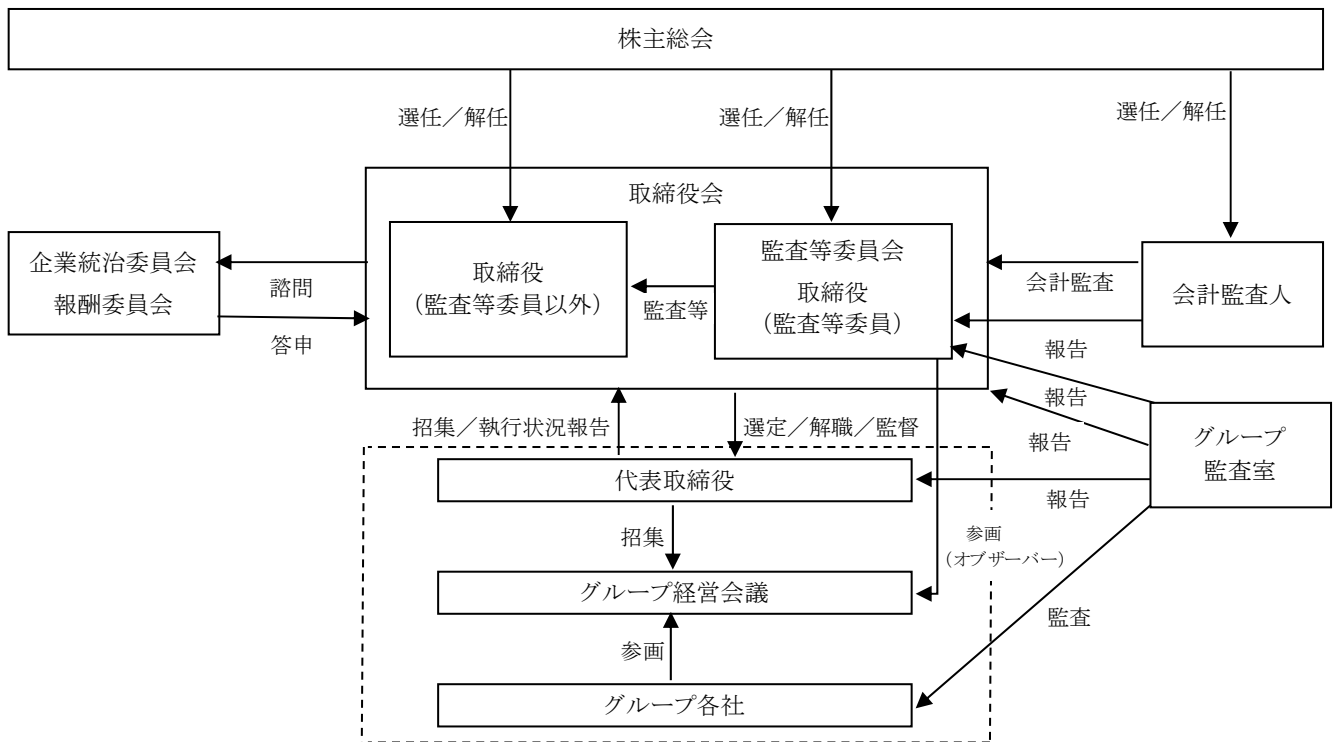 株主総会
選任／解任
選任／解任
選任／解任
取締役会
企業統治委員会
報酬委員会
諮問
答申
取締役
（監査等委員以外）
監査等
監査等委員会
取締役
（監査等委員）
会計監査
会計監査人
報告
報告
報告
報告
グループ
監査室
招集／執行状況報告
選定／解職／監督
代表取締役
招集
参画
（オブザーバー）
グループ経営会議
参画
監査
グループ各社